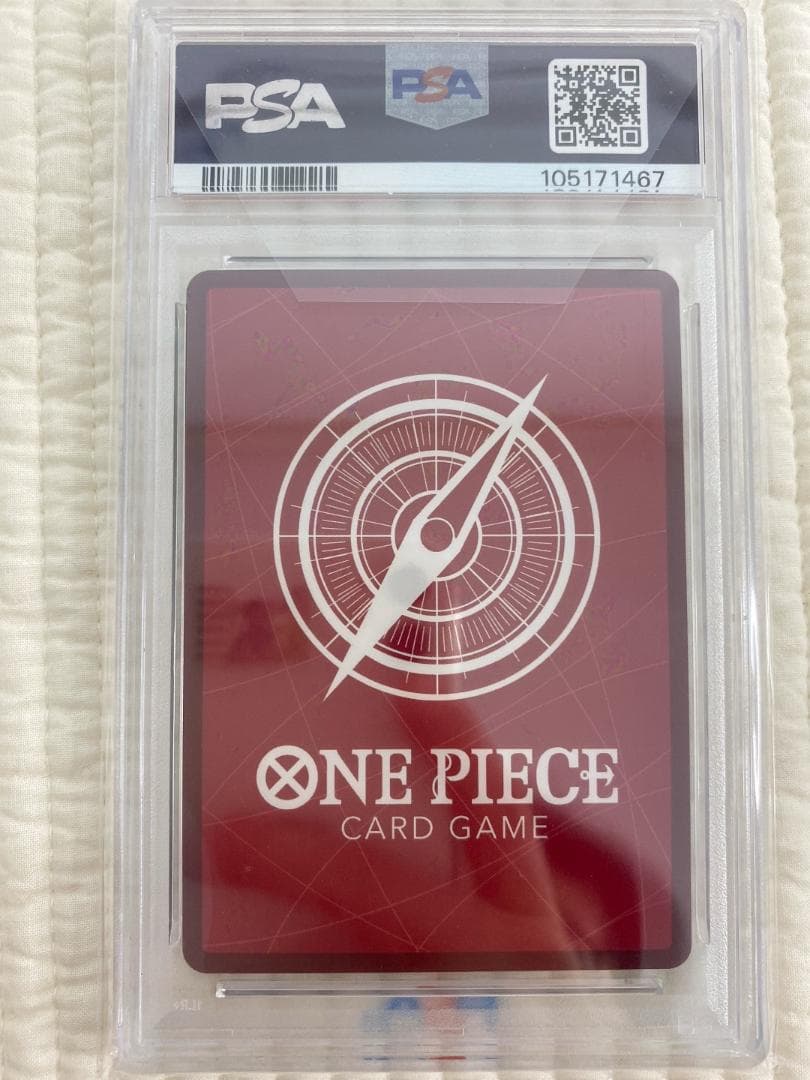 PSA PSA
105171467
ONE PIECE
CARD GAME